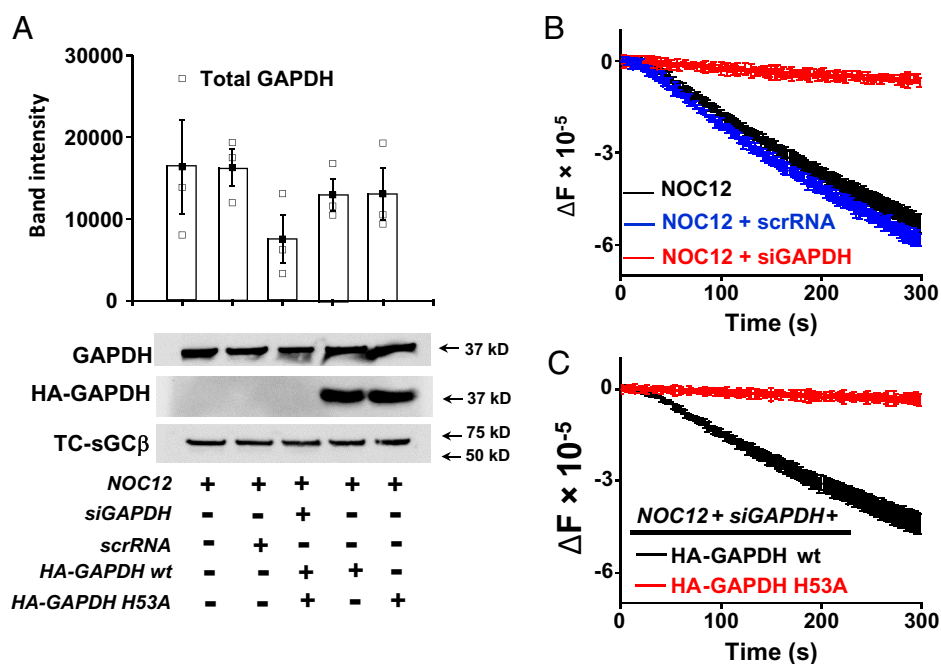 A
30000
20000
10000
0
Band intensity
Total GAPDH
GAPDH ← 37 kD
HA-GAPDH ← 37 kD
TC-sGCβ ← 75 kD
← 50 kD
NOC12 + + + + +
siGAPDH - - + - -
scrRNA - + - - -
HA-GAPDH wt - - + + -
HA-GAPDH H53A - - + - +
B
0
-3
-6
ΔF × 10⁻⁵
NOC12
NOC12 + scrRNA
NOC12 + siGAPDH
0 100 200 300
Time (s)
C
0
-3
-6
ΔF × 10⁻⁵
NOC12 + siGAPDH+
HA-GAPDH wt
HA-GAPDH H53A
0 100 200 300
Time (s)